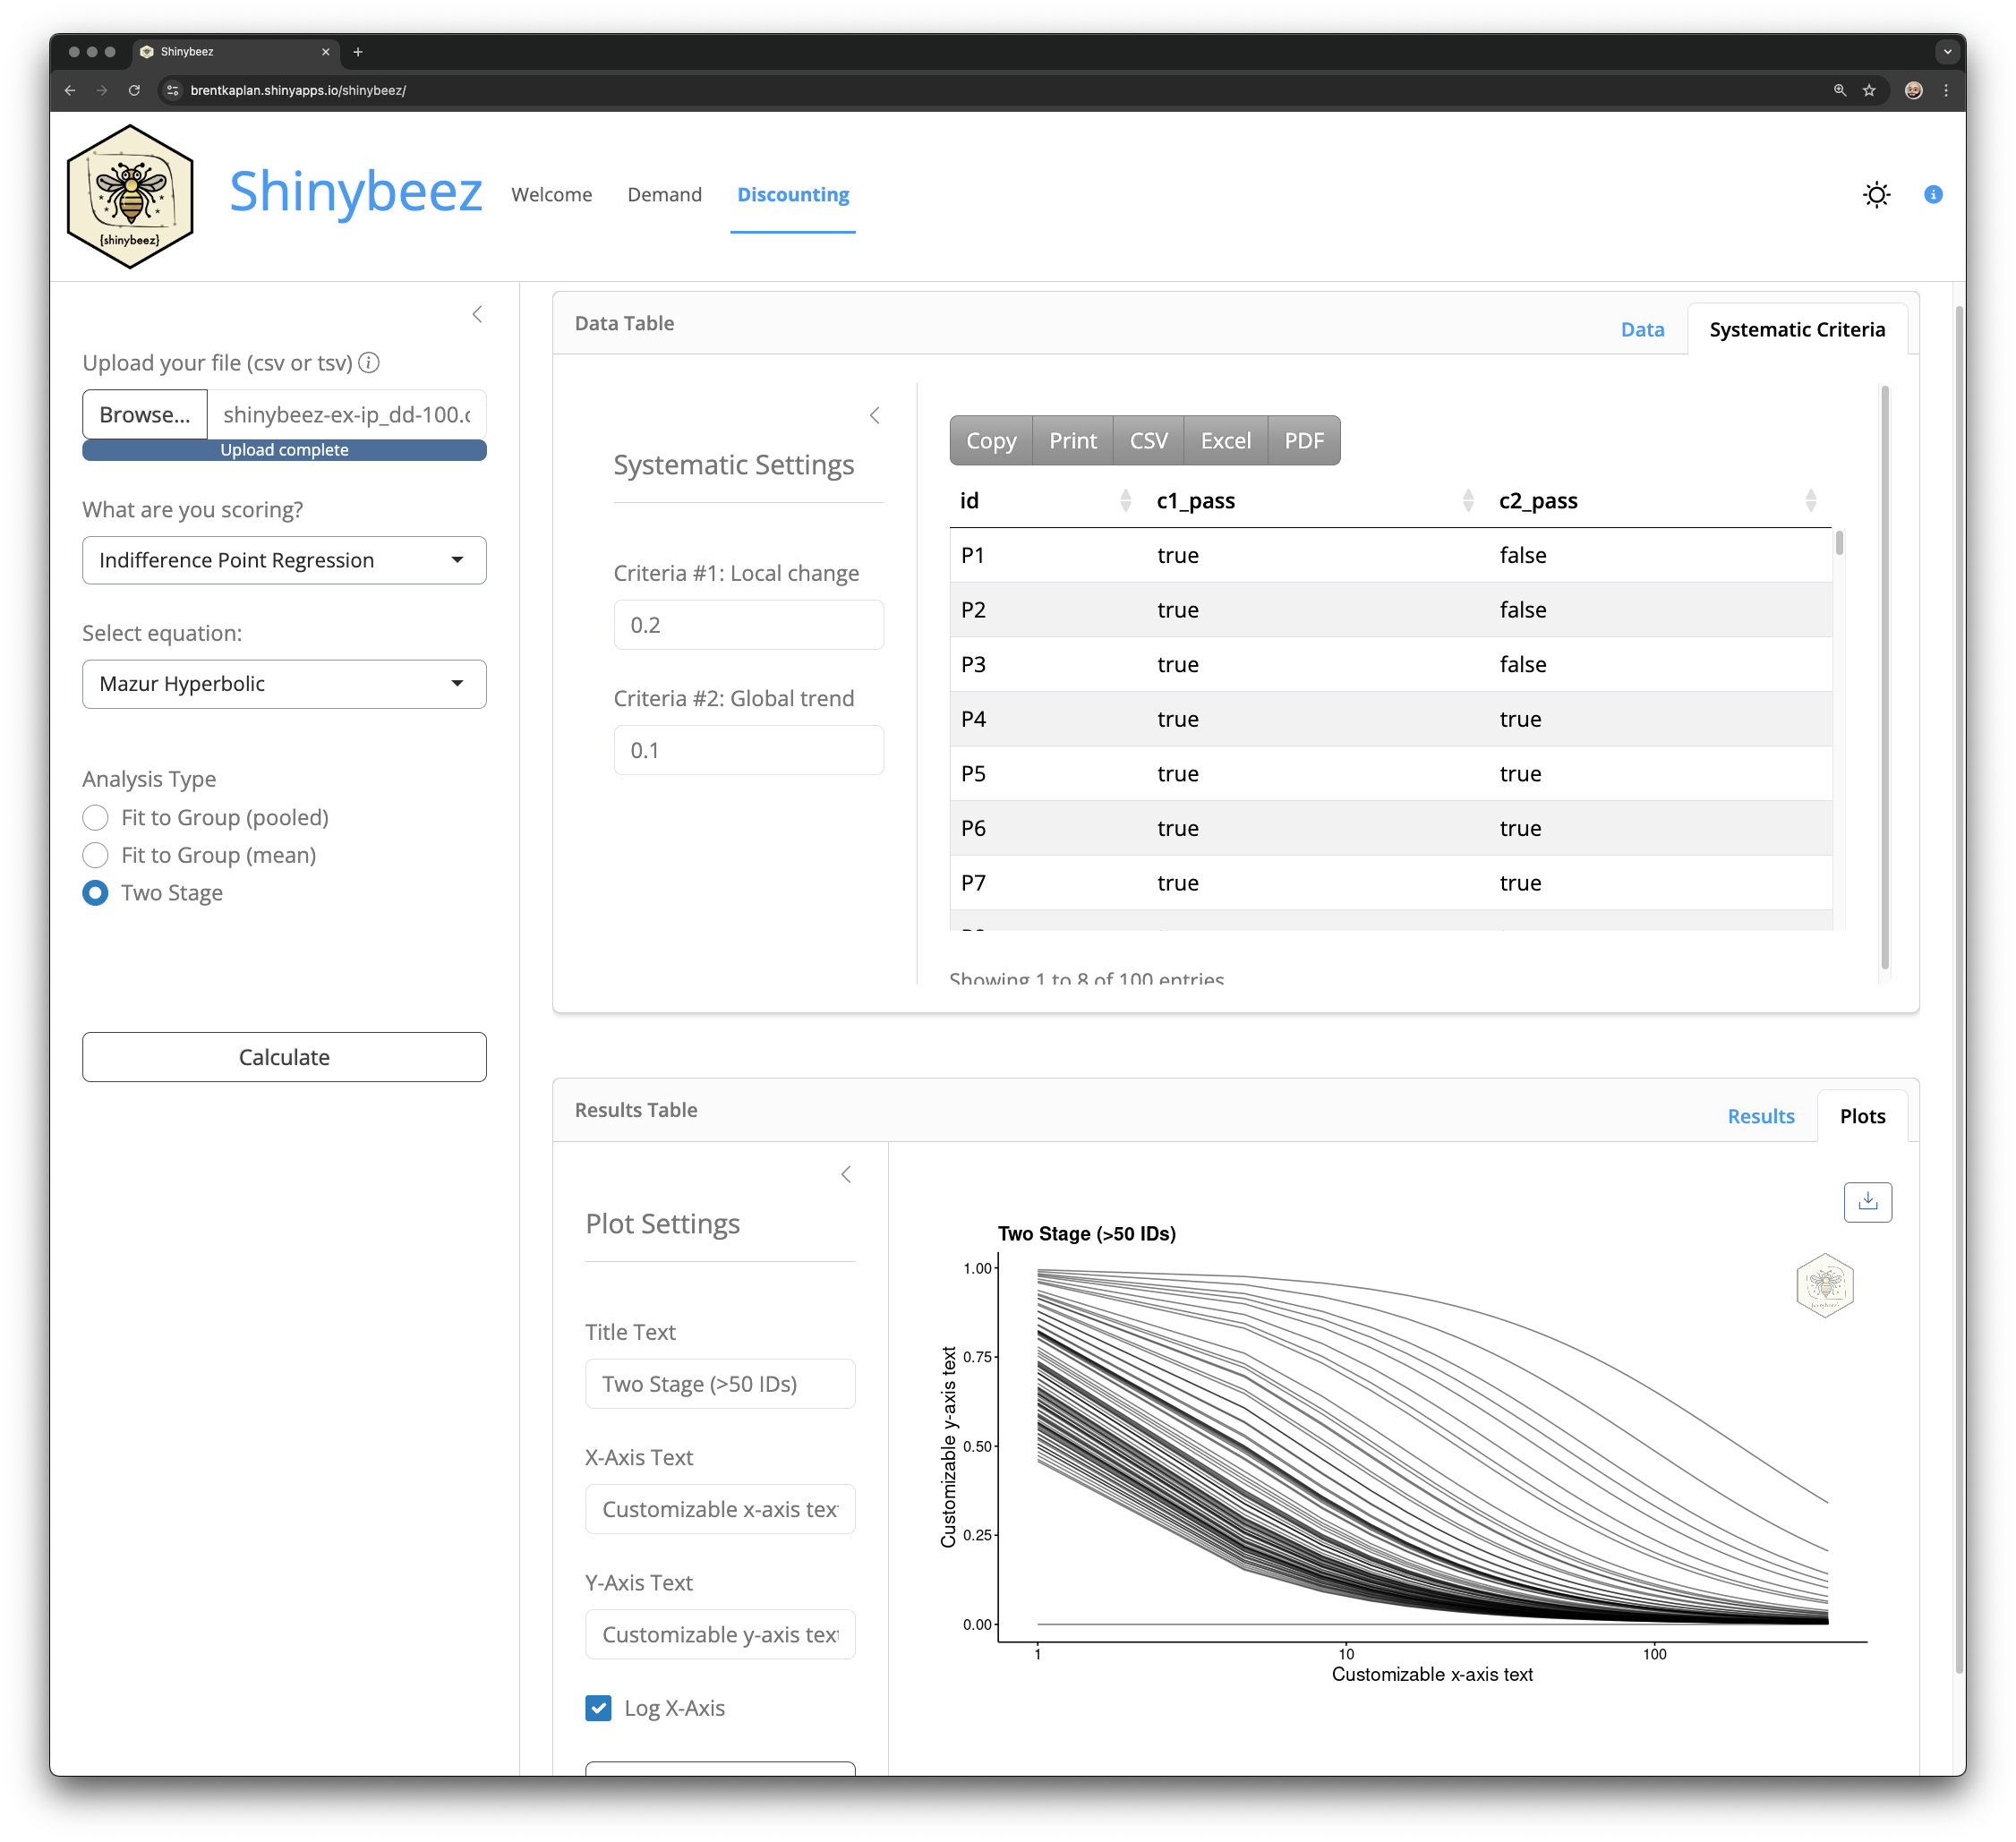 Shinybeez
brentkaplan.shinyapps.io/shinybeez/
{shinybeez}
Shinybeez
Welcome
Demand
Discounting
Upload your file (csv or tsv)
Browse...
shinybeez-ex-ip_dd-100.c
Upload complete
What are you scoring?
Indifference Point Regression
Select equation:
Mazur Hyperbolic
Analysis Type
Fit to Group (pooled)
Fit to Group (mean)
Two Stage
Calculate
Data Table
Data
Systematic Criteria
Systematic Settings
Criteria #1: Local change
0.2
Criteria #2: Global trend
0.1
Copy Print CSV Excel PDF
id c1_pass c2_pass
P1 true false
P2 true false
P3 true false
P4 true true
P5 true true
P6 true true
P7 true true
Showing 1 to 8 of 100 entries
Results Table
Results
Plots
Plot Settings
Title Text
Two Stage (>50 IDs)
X-Axis Text
Customizable x-axis tex
Y-Axis Text
Customizable y-axis tex
Log X-Axis
Two Stage (>50 IDs)
Customizable y-axis text
1.00
0.75
0.50
0.25
0.00
1 10 100
Customizable x-axis text